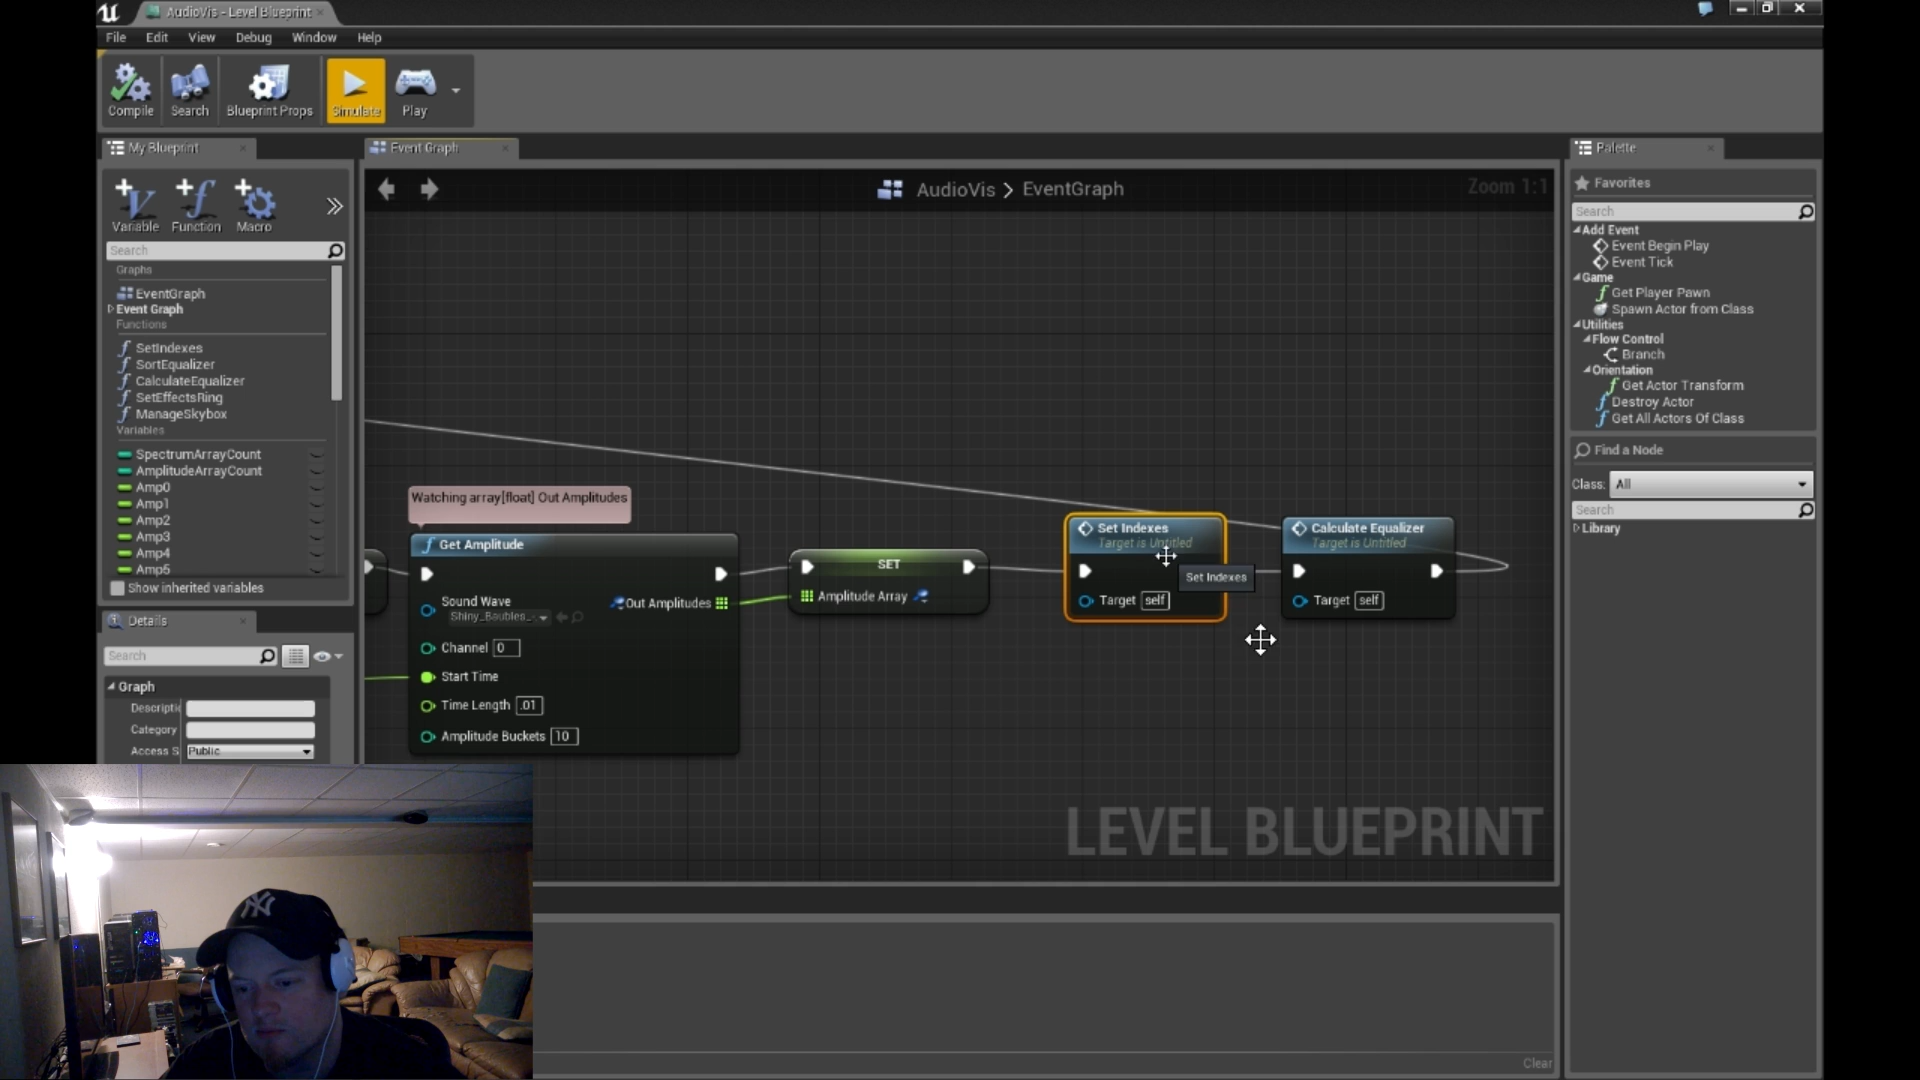 AudioVis - Level Blueprint
File Edit View Debug Window Help
Compile Search Blueprint Props Simulate Play
My Blueprint
Event Graph
Palette
Variable Function Macro
Search
Graphs
EventGraph
Event Graph
Functions
SetIndexes
SortEqualizer
CalculateEqualizer
SetEffectsRing
ManageSkybox
Variables
SpectrumArrayCount
AmplitudeArrayCount
Amp0
Amp1
Amp2
Amp3
Amp4
Amp5
Show inherited variables
Details
Search
Graph
Descripti
Category
Access S Public
AudioVis > EventGraph
Zoom 1:1
Watching array[float] Out Amplitudes
Get Amplitude
Sound Wave
Shiny_Baubles_-
Out Amplitudes
Channel 0
Start Time
Time Length .01
Amplitude Buckets 10
SET
Amplitude Array
Set Indexes
Target is Untitled
Target self
Set Indexes
Calculate Equalizer
Target is Untitled
Target self
LEVEL BLUEPRINT
Clear
Favorites
Search
Add Event
Event Begin Play
Event Tick
Game
Get Player Pawn
Spawn Actor from Class
Utilities
Flow Control
Branch
Orientation
Get Actor Transform
Destroy Actor
Get All Actors Of Class
Find a Node
Class: All
Search
Library
NY